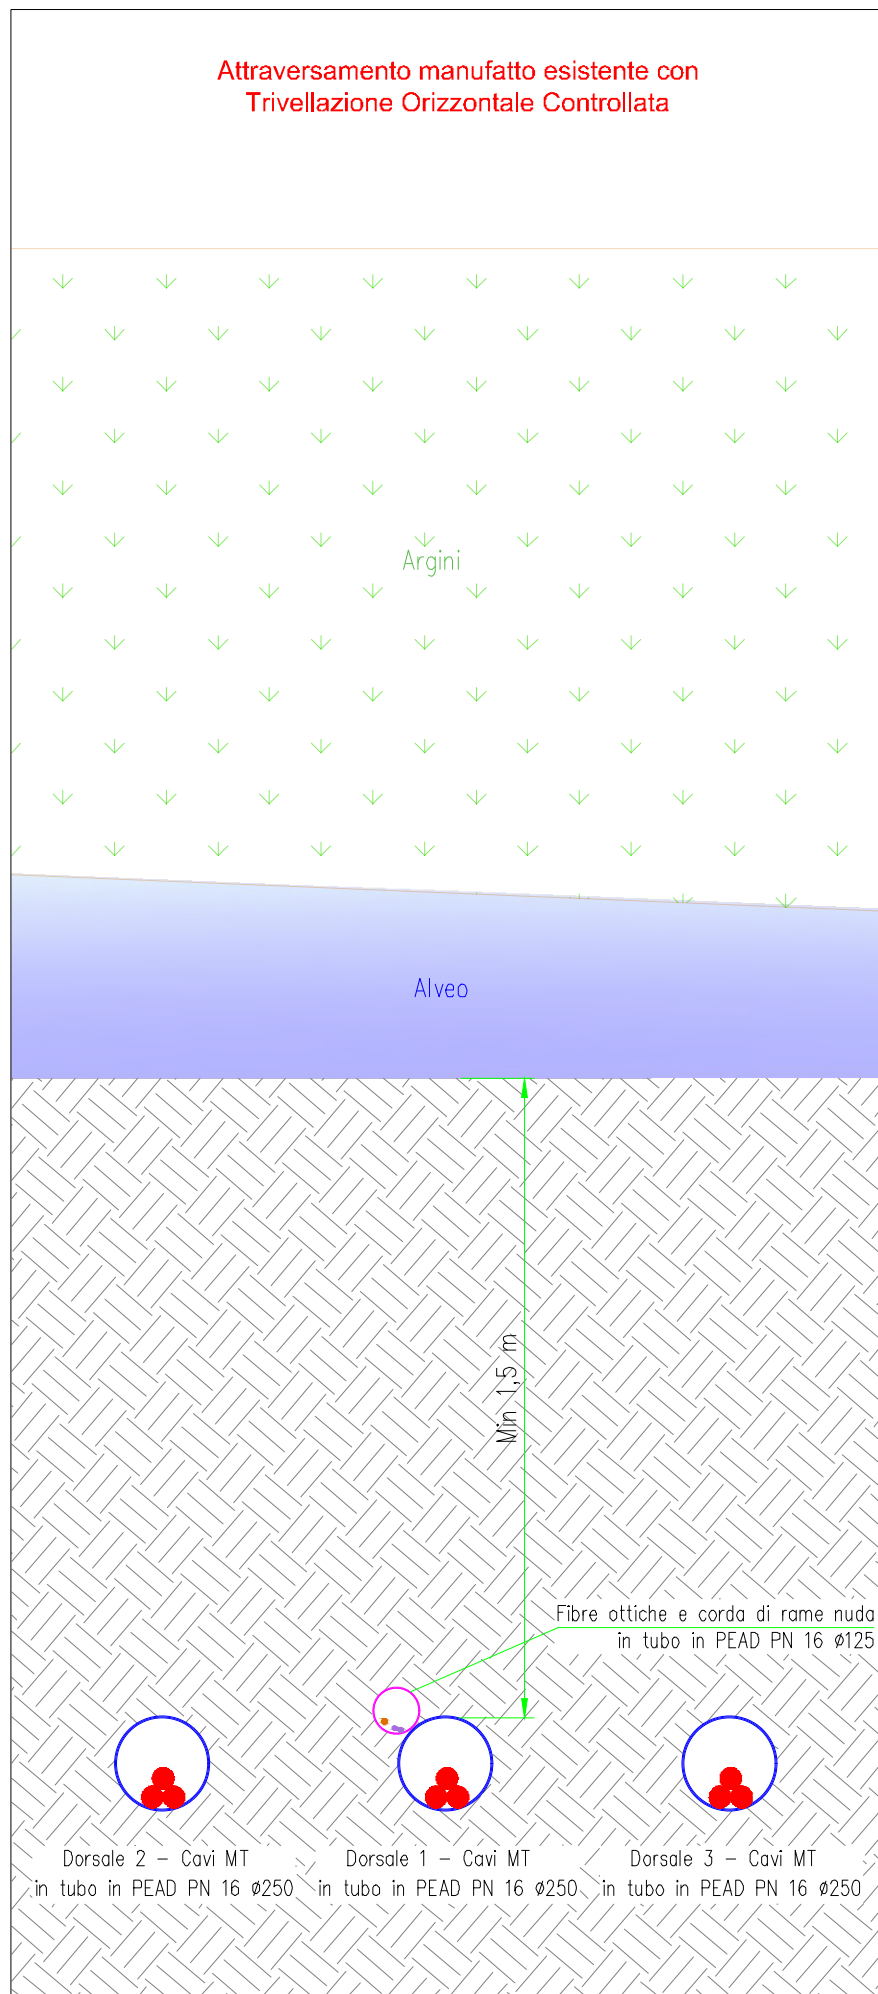 Attraversamento manufatto esistente con
Trivellazione Orizzontale Controllata
Argini
Alveo
Min 1,5 m
Fibre ottiche e corda di rame nuda
in tubo in PEAD PN 16 ø125
Dorsale 2 – Cavi MT
in tubo in PEAD PN 16 ø250
Dorsale 1 – Cavi MT
in tubo in PEAD PN 16 ø250
Dorsale 3 – Cavi MT
in tubo in PEAD PN 16 ø250